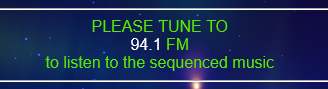 PLEASE TUNE TO
94.1 FM
to listen to the sequenced music